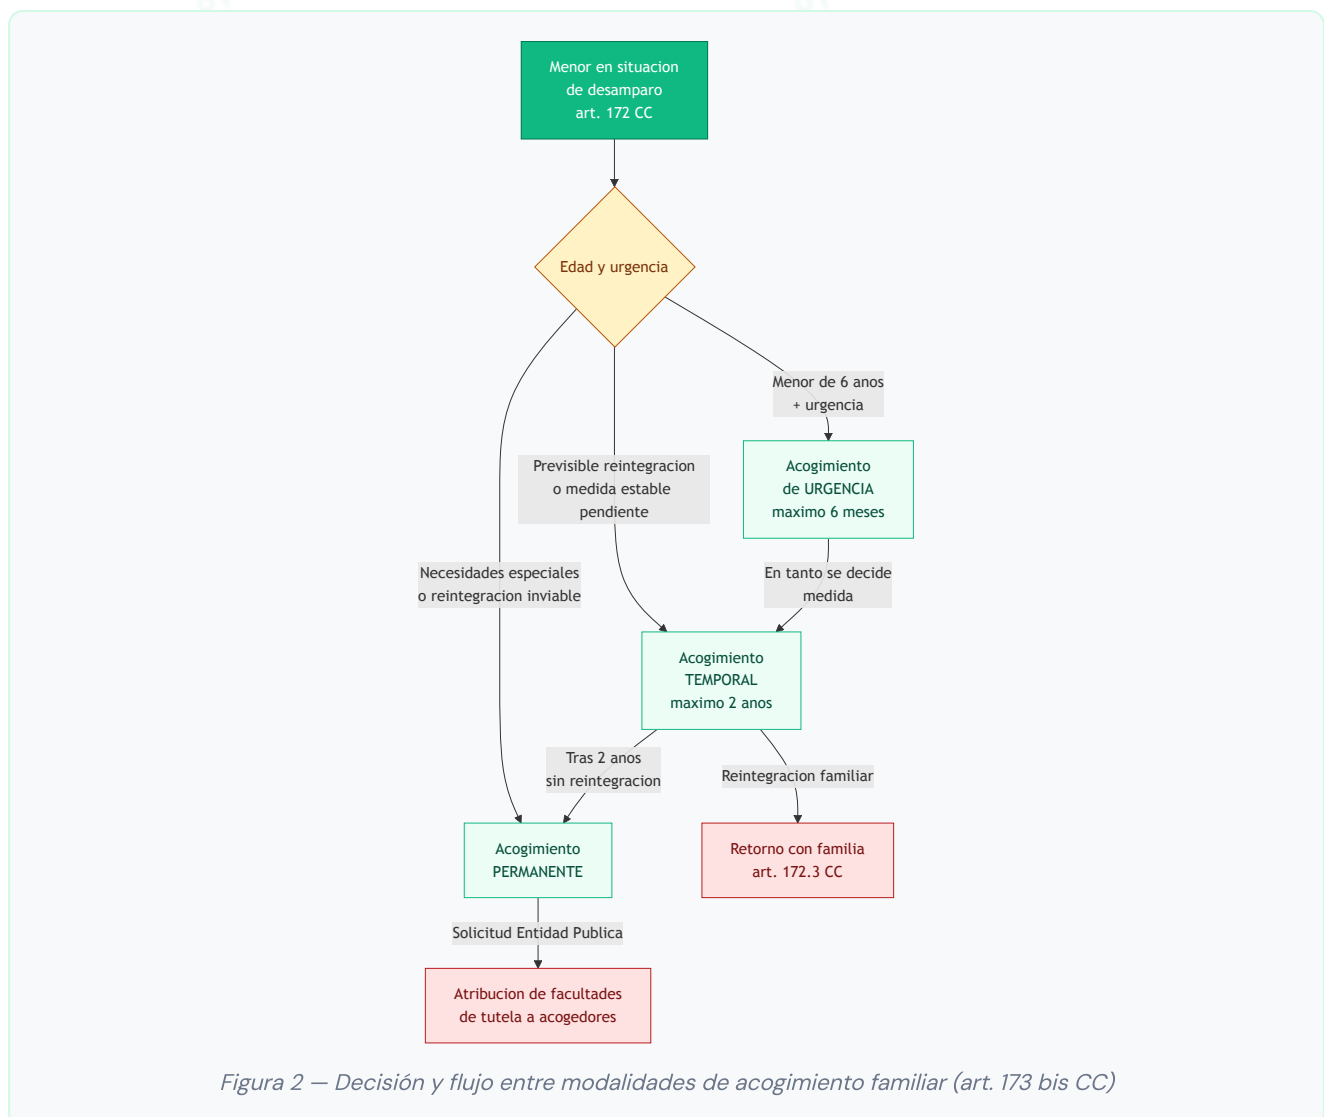 Menor en situacion
de desamparo
art. 172 CC
Edad y urgencia
Menor de 6 anos
+ urgencia
Previsible reintegracion
o medida estable
pendiente
Acogimiento
de URGENCIA
maximo 6 meses
Necesidades especiales
o reintegracion inviable
En tanto se decide
medida
Acogimiento
TEMPORAL
maximo 2 anos
Tras 2 anos
sin reintegracion
Reintegracion familiar
Acogimiento
PERMANENTE
Retorno con familia
art. 172.3 CC
Solicitud Entidad Publica
Atribucion de facultades
de tutela a acogedores
Figura 2 — Decisión y flujo entre modalidades de acogimiento familiar (art. 173 bis CC)